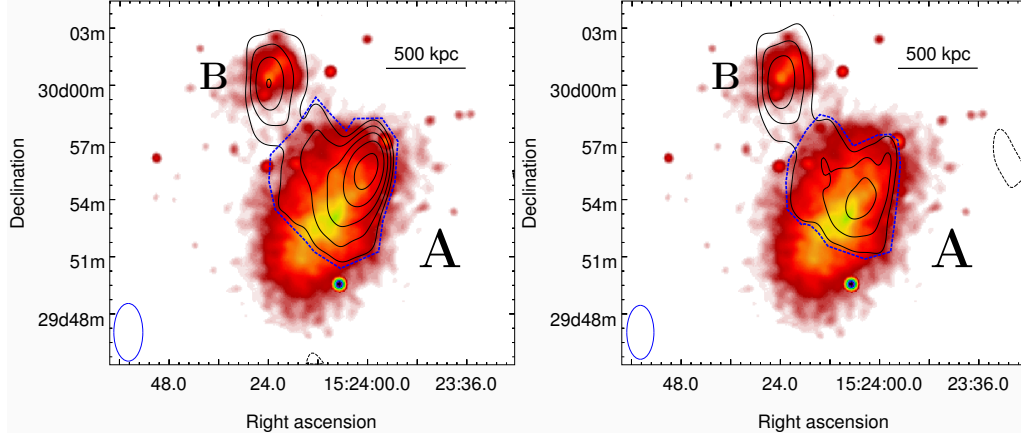 03m
30d00m
57m
54m
51m
29d48m
Declination
B
A
500 kpc
48.0
24.0
15:24:00.0
23:36.0
Right ascension
03m
30d00m
57m
54m
51m
29d48m
Declination
B
A
500 kpc
48.0
24.0
15:24:00.0
23:36.0
Right ascension